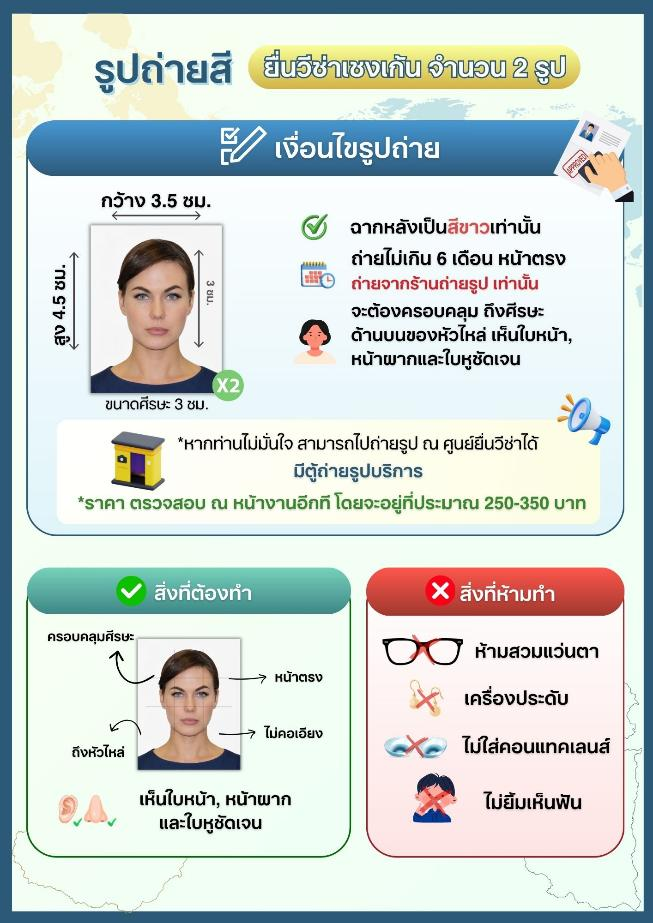 รูปถ่ายสี
ยื่นวีซ่าเชงเก้น จำนวน 2 รูป
เงื่อนไขรูปถ่าย
APPROVED
กว้าง 3.5 ซม.
สูง 4.5 ซม.
3 ซม.
X2
ขนาดศีรษะ 3 ซม.
ฉากหลังเป็นสีขาวเท่านั้น
ถ่ายไม่เกิน 6 เดือน หน้าตรง
ถ่ายจากร้านถ่ายรูป เท่านั้น
จะต้องครอบคลุม ถึงศีรษะ
ด้านบนของหัวไหล่ เห็นใบหน้า,
หน้าผากและใบหูชัดเจน
*หากท่านไม่มั่นใจ สามารถไปถ่ายรูป ณ ศูนย์ยื่นวีซ่าได้
มีตู้ถ่ายรูปบริการ
*ราคา ตรวจสอบ ณ หน้างานอีกที โดยจะอยู่ที่ประมาณ 250-350 บาท
สิ่งที่ต้องทำ
ครอบคลุมศีรษะ
หน้าตรง
ไม่คอเอียง
ถึงหัวไหล่
เห็นใบหน้า, หน้าผาก
และใบหูชัดเจน
สิ่งที่ห้ามทำ
ห้ามสวมแว่นตา
เครื่องประดับ
ไม่ใส่คอนแทคเลนส์
ไม่ยิ้มเห็นฟัน